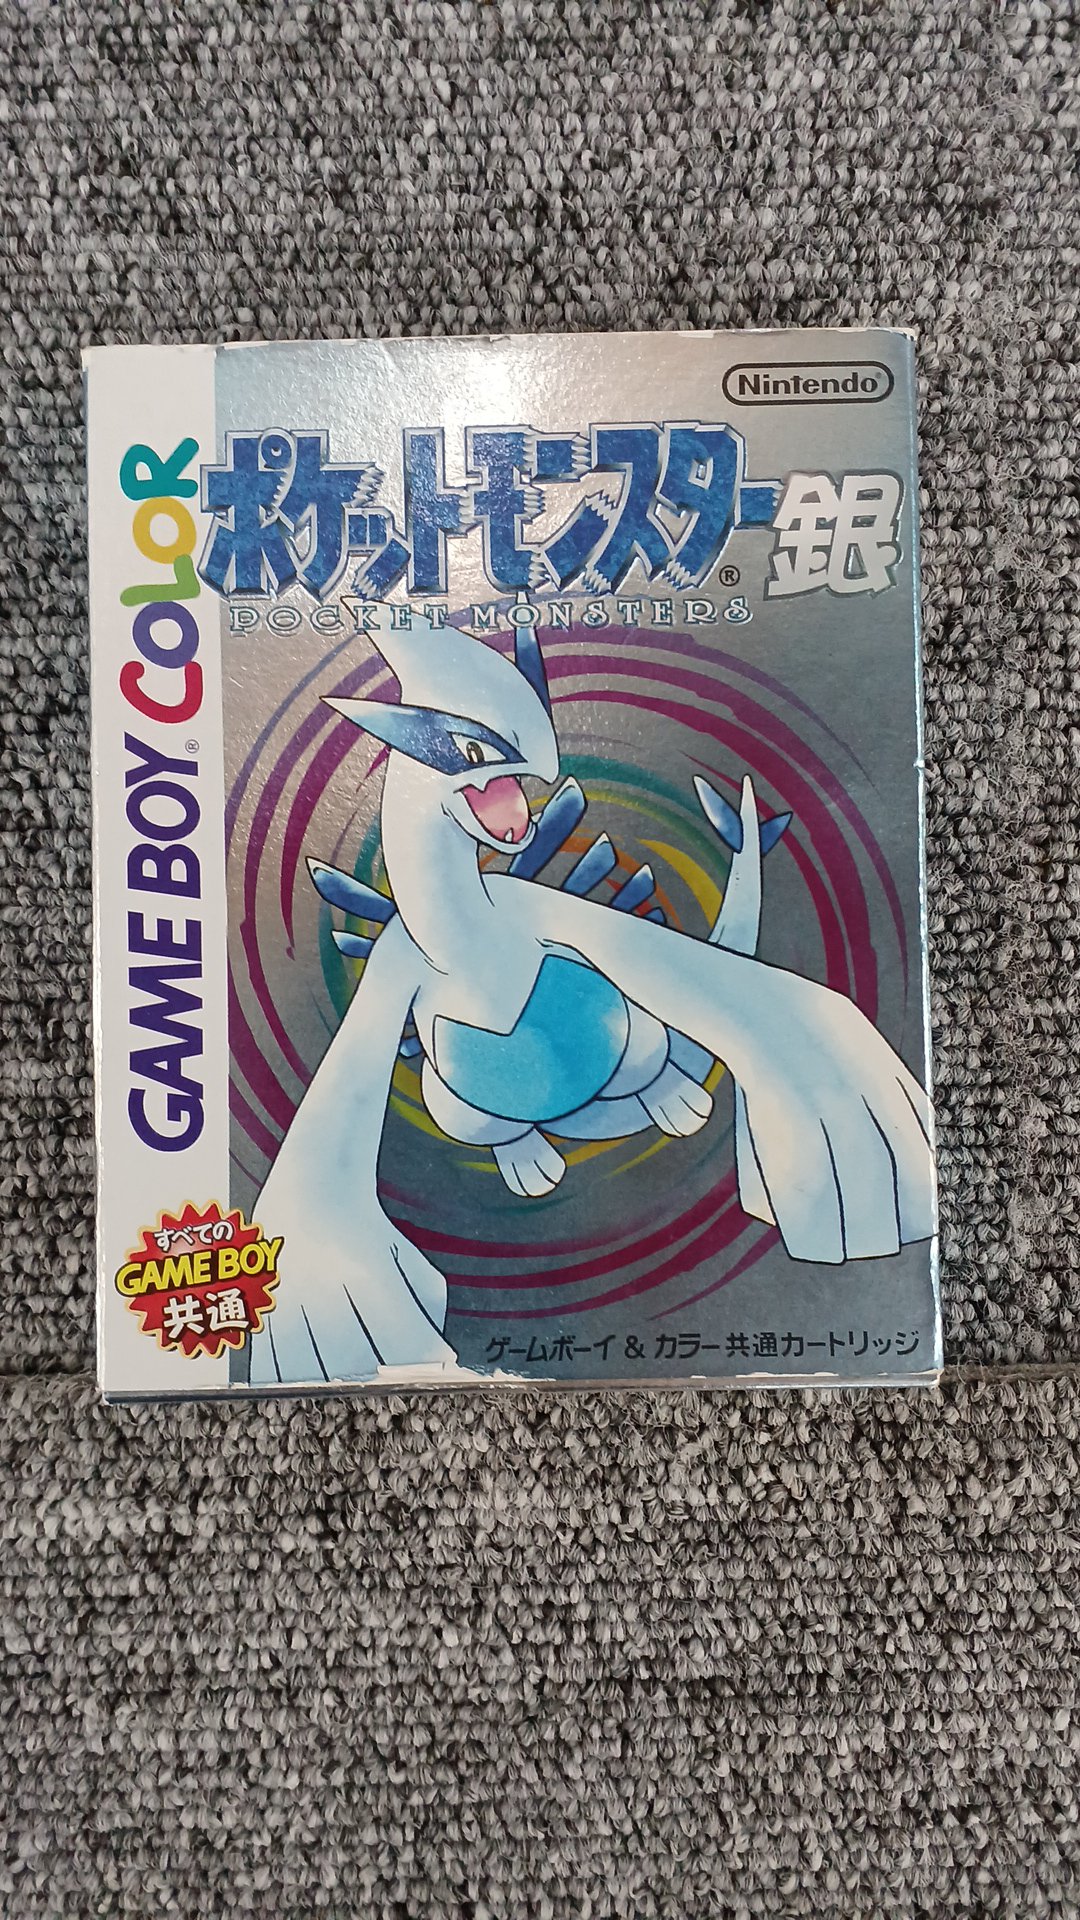 Nintendo
ポケットモンスター銀
POCKET MONSTERS
GAME BOY COLOR
すべての
GAME BOY
共通
ゲームボーイ & カラー共通カートリッジ